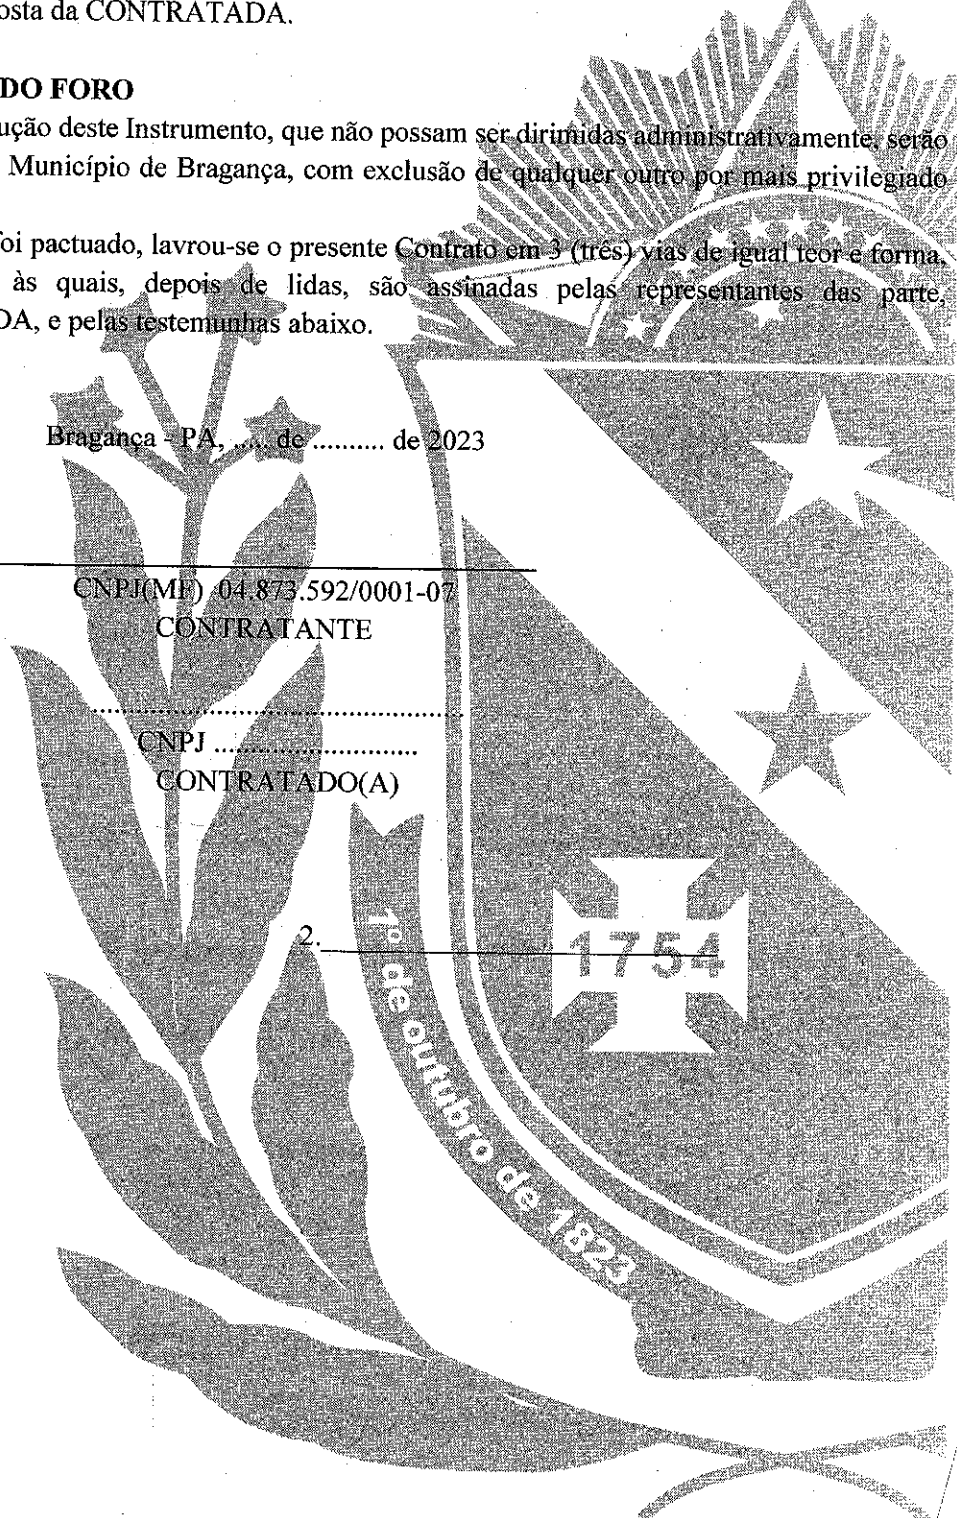 osta da CONTRATADA.
DO FORO
ução deste Instrumento, que não possam ser dirimidas administrativamente, serão
Município de Bragança, com exclusão de qualquer outro por mais privilegiado
foi pactuado, lavrou-se o presente Contrato em 3 (três) vias de igual teor e forma,
às quais, depois de lidas, são assinadas pelas representantes das parte,
DA, e pelas testemunhas abaixo.
Bragança - PA, ..... de .......... de 2023
CNPJ(MF) 04.873.592/0001-07
CONTRATANTE
....................................................
CNPJ ............................
CONTRATADO(A)
2.
1754
1º de outubro de 1823